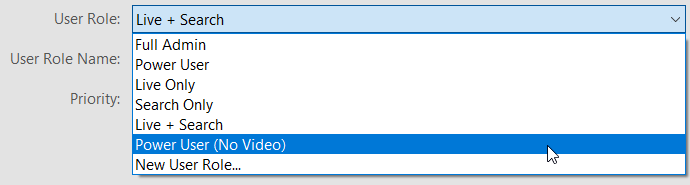 User Role: Live + Search
Full Admin
User Role Name: Power User
Live Only
Priority: Search Only
Live + Search
Power User (No Video)
New User Role...